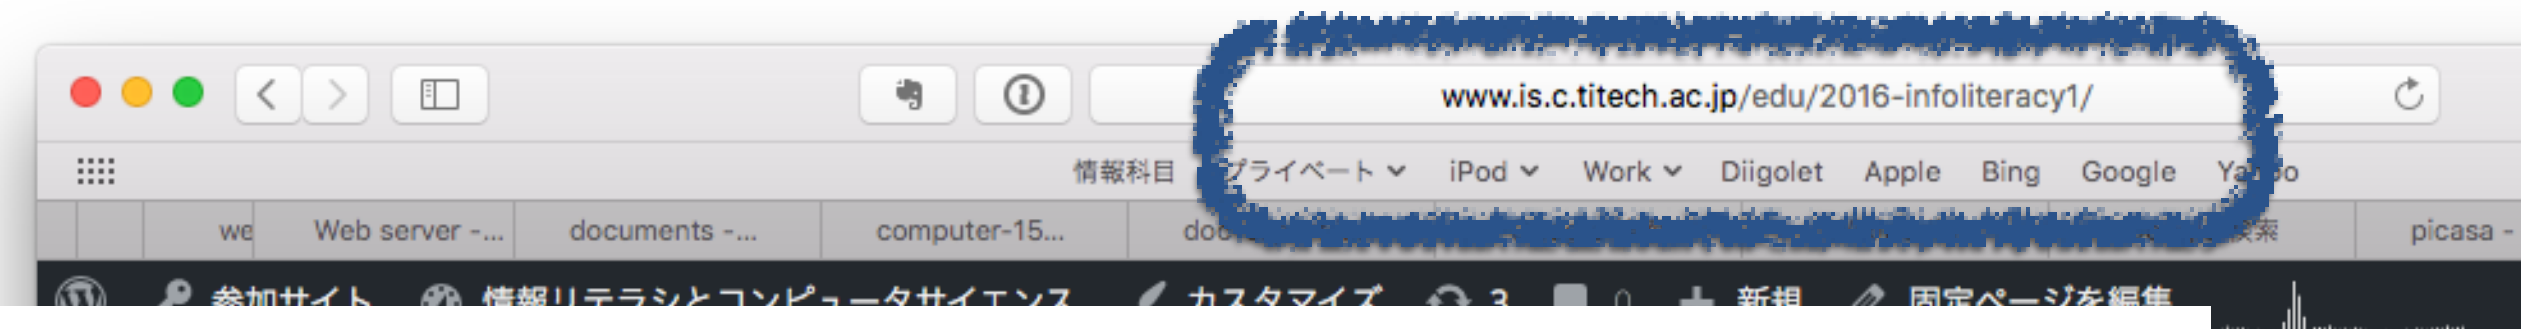 www.is.c.titech.ac.jp/edu/2016-infoliteracy1/
情報科目 プライベート iPod Work Diigolet Apple Bing Google
we Web server -... documents -... computer-15... picasa -
参加サイト 情報リテラシとコンピュータサイエンス カスタマイズ 3 0 新規 固定ページを編集